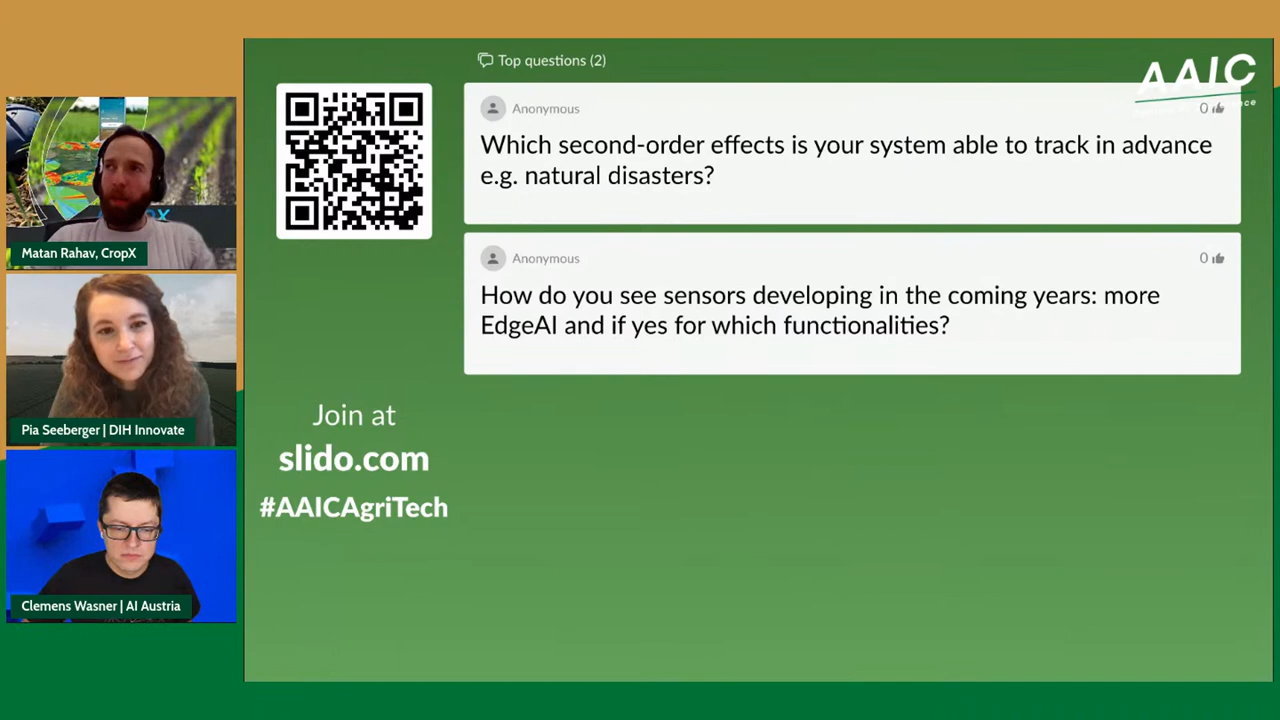 Top questions (2)
AAIC
Anonymous
0
Which second-order effects is your system able to track in advance
e.g. natural disasters?
Anonymous
0
How do you see sensors developing in the coming years: more
EdgeAI and if yes for which functionalities?
Join at
slido.com
#AAICAgriTech
Matan Rahav, CropX
Pia Seeberger | DIH Innovate
Clemens Wasner | AI Austria